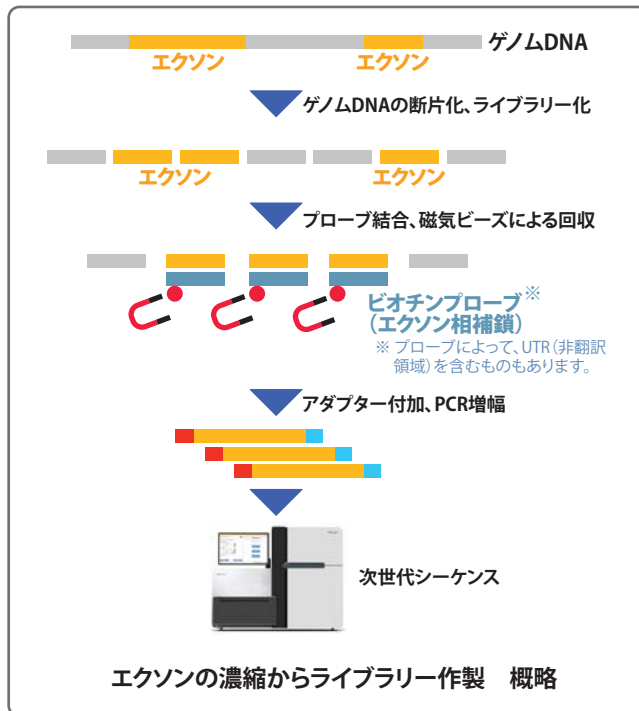 ゲノムDNA
エクソン エクソン
ゲノムDNAの断片化、ライブラリー化
エクソン エクソン
プローブ結合、磁気ビーズによる回収
ビオチンプローブ※
（エクソン相補鎖）
※ プローブによって、UTR（非翻訳
領域）を含むものもあります。
アダプター付加、PCR増幅
次世代シーケンス
エクソンの濃縮からライブラリー作製　概略